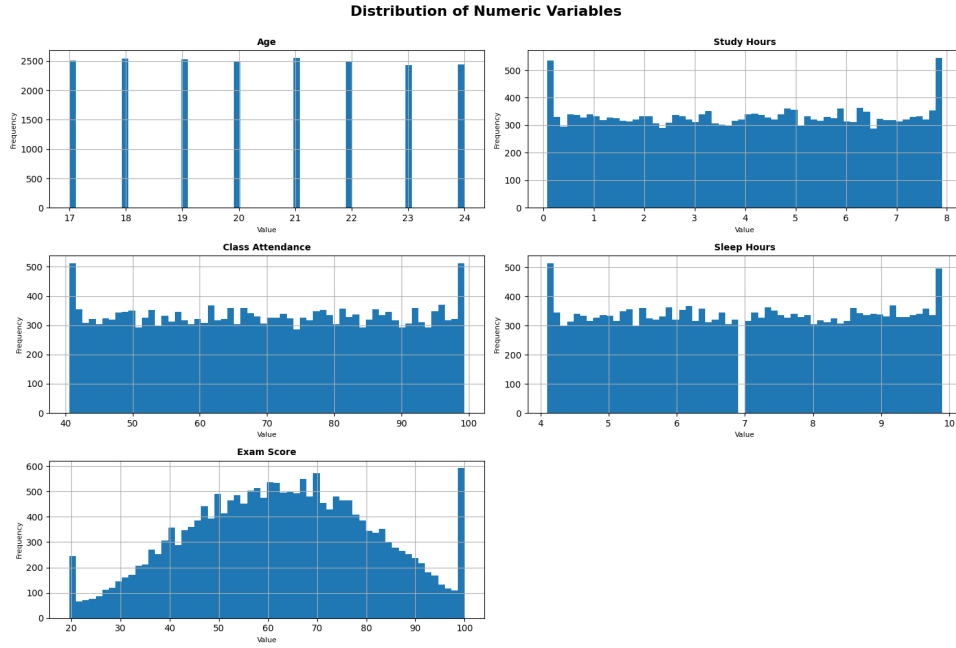 Distribution of Numeric Variables
Age
Frequency
2500
2000
1500
1000
500
0
17 18 19 20 21 22 23 24
Value
Study Hours
Frequency
500
400
300
200
100
0
0 1 2 3 4 5 6 7 8
Value
Class Attendance
Frequency
500
400
300
200
100
0
40 50 60 70 80 90 100
Value
Sleep Hours
Frequency
500
400
300
200
100
0
4 5 6 7 8 9 10
Value
Exam Score
Frequency
600
500
400
300
200
100
0
20 30 40 50 60 70 80 90 100
Value